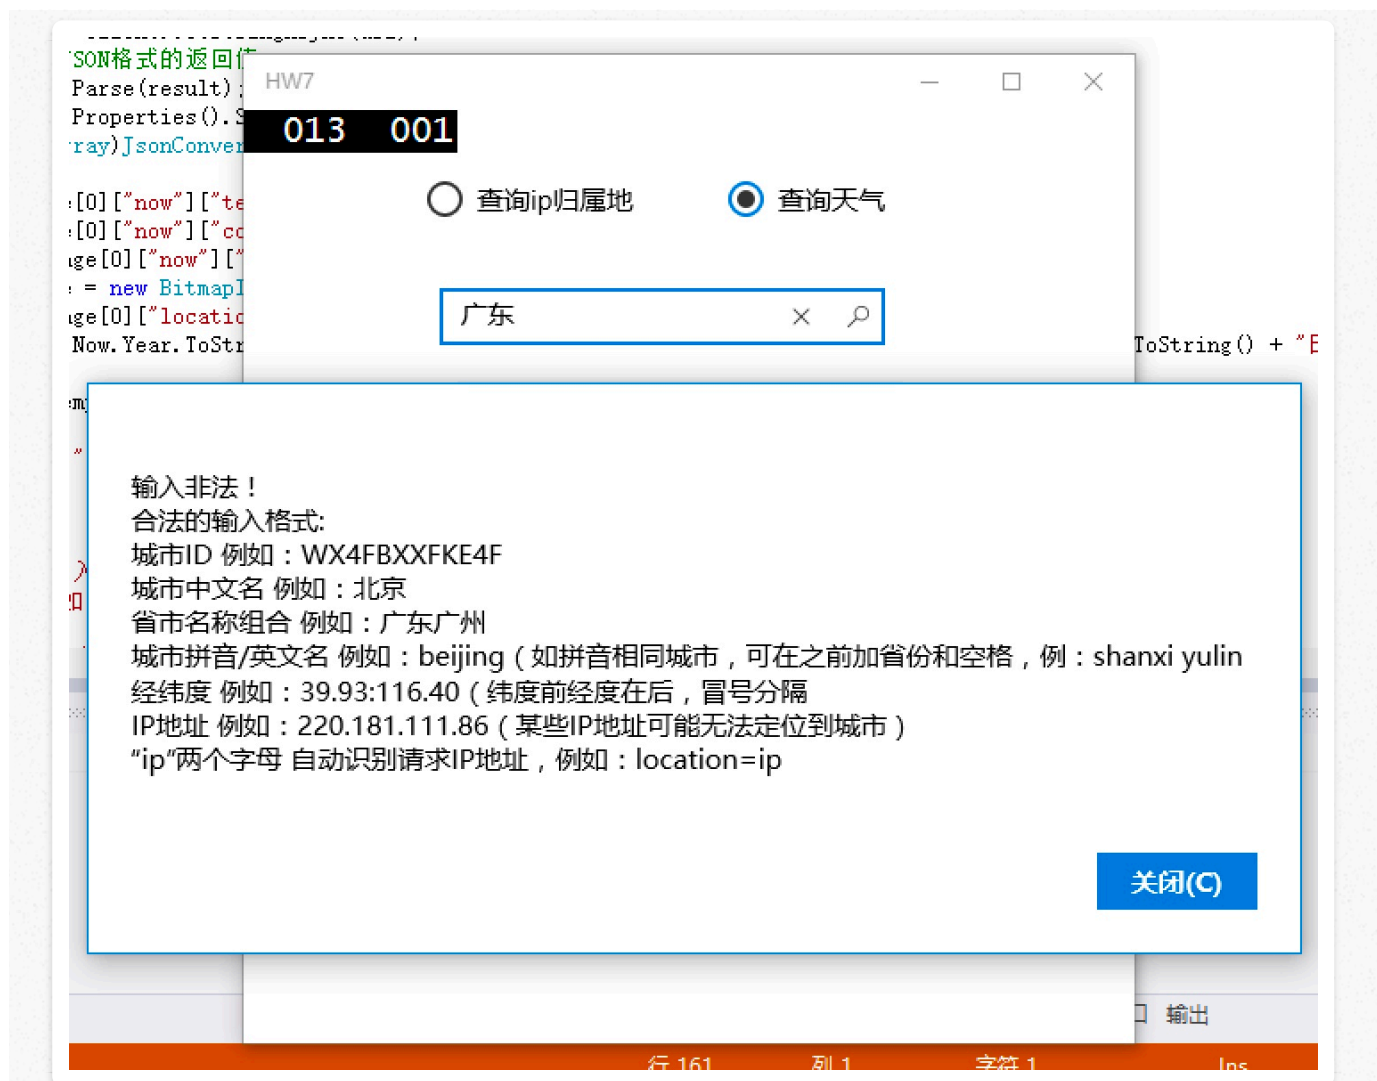 SON格式的返回值
Parse(result);
HW7
Properties().S
013 001
ray)JsonConver
查询ip归属地 查询天气
[0]["now"]["te
[0]["now"]["co
ge[0]["now"]["
= new BitmapI
广东
ge[0]["locatio
Now.Year.ToStr
ToString() + "日
输入非法！
合法的输入格式:
城市ID 例如：WX4FBXXFKE4F
城市中文名 例如：北京
省市名称组合 例如：广东广州
城市拼音/英文名 例如：beijing（如拼音相同城市，可在之前加省份和空格，例：shanxi yulin
经纬度 例如：39.93:116.40（纬度前经度在后，冒号分隔
IP地址 例如：220.181.111.86（某些IP地址可能无法定位到城市）
“ip”两个字母 自动识别请求IP地址，例如：location=ip
关闭(C)
输出
行 161 列 1 字符 1 Ins